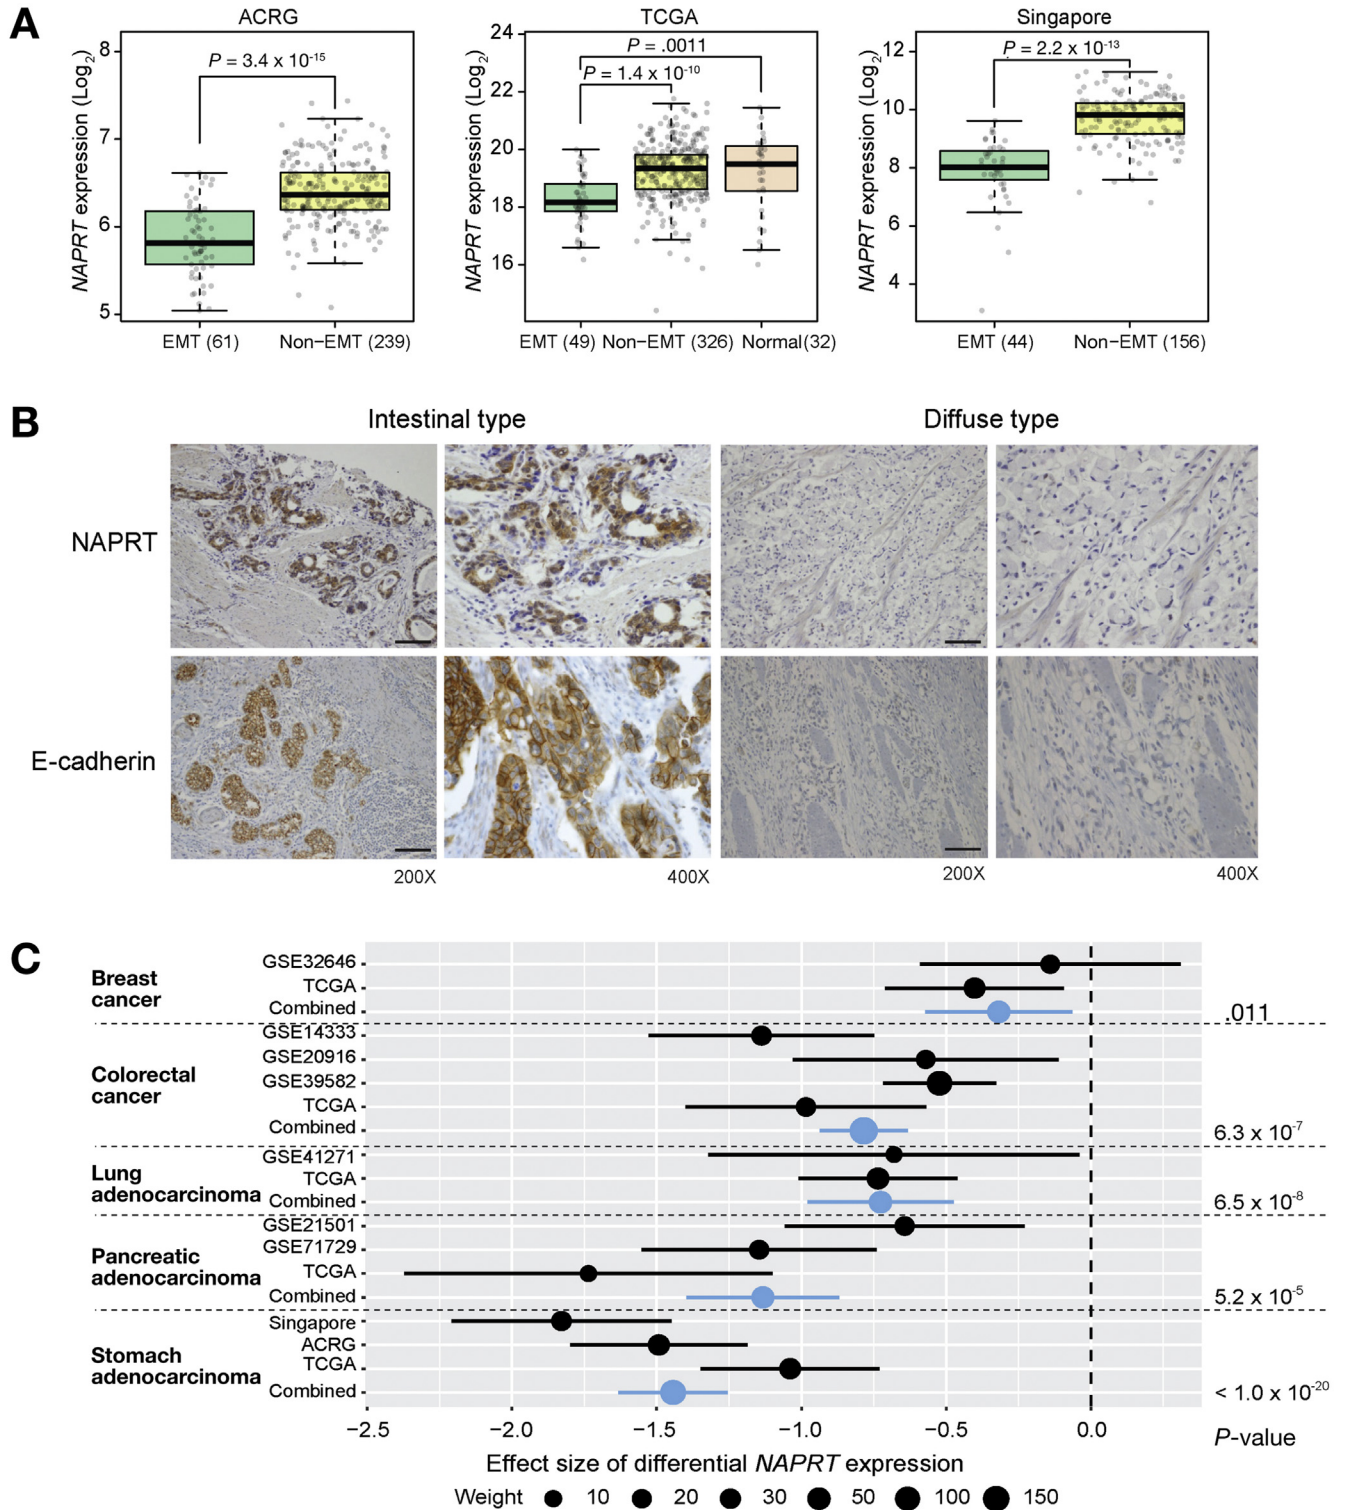 A
ACRG
TCGA
Singapore
NAPRT expression (Log2)
8
7
6
5
P = 3.4 x 10-15
EMT (61) Non-EMT (239)
NAPRT expression (Log2)
24
22
20
18
16
P = .0011
P = 1.4 x 10-10
EMT (49) Non-EMT (326) Normal(32)
NAPRT expression (Log2)
12
10
8
6
4
P = 2.2 x 10-13
EMT (44) Non-EMT (156)
B
Intestinal type
Diffuse type
NAPRT
E-cadherin
200X
400X
200X
400X
C
Breast
cancer
GSE32646
TCGA
Combined
.011
Colorectal
cancer
GSE14333
GSE20916
GSE39582
TCGA
Combined
6.3 x 10-7
Lung
adenocarcinoma
GSE41271
TCGA
Combined
6.5 x 10-8
Pancreatic
adenocarcinoma
GSE21501
GSE71729
TCGA
Combined
5.2 x 10-5
Stomach
adenocarcinoma
Singapore
ACRG
TCGA
Combined
< 1.0 x 10-20
−2.5 −2.0 −1.5 −1.0 −0.5 0.0
P-value
Effect size of differential NAPRT expression
Weight 10 20 30 50 100 150